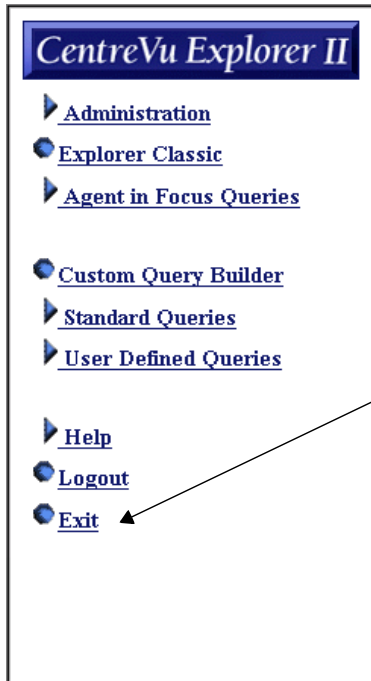 CentreVu Explorer II
Administration
Explorer Classic
Agent in Focus Queries
Custom Query Builder
Standard Queries
User Defined Queries
Help
Logout
Exit